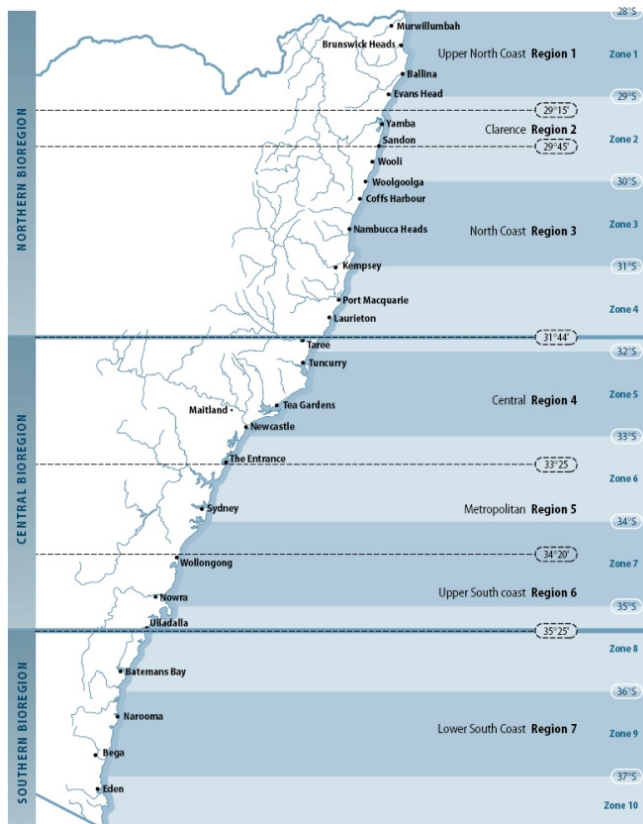 28°S
Murwillumbah
Brunswick Heads
Upper North Coast Region 1
Zone 1
Ballina
Evans Head
29°S
29°15'
Yamba
Clarence Region 2
Zone 2
Sandon
29°45'
Wooli
Woolgoolga
30°S
Coffs Harbour
NORTHERN BIOREGION
Nambucca Heads
North Coast Region 3
Zone 3
Kempsey
31°S
Port Macquarie
Laurieton
Zone 4
31°44'
Taree
32°S
Tuncurry
Maitland
Tea Gardens
Central Region 4
Zone 5
Newcastle
33°S
CENTRAL BIOREGION
The Entrance
33°25
Zone 6
Sydney
Metropolitan Region 5
34°S
Wollongong
34°20'
Zone 7
Nowra
Upper South coast Region 6
35°S
Ulladalla
35°25'
Zone 8
Batemans Bay
36°S
SOUTHERN BIOREGION
Narooma
Lower South Coast Region 7
Zone 9
Bega
37°S
Eden
Zone 10